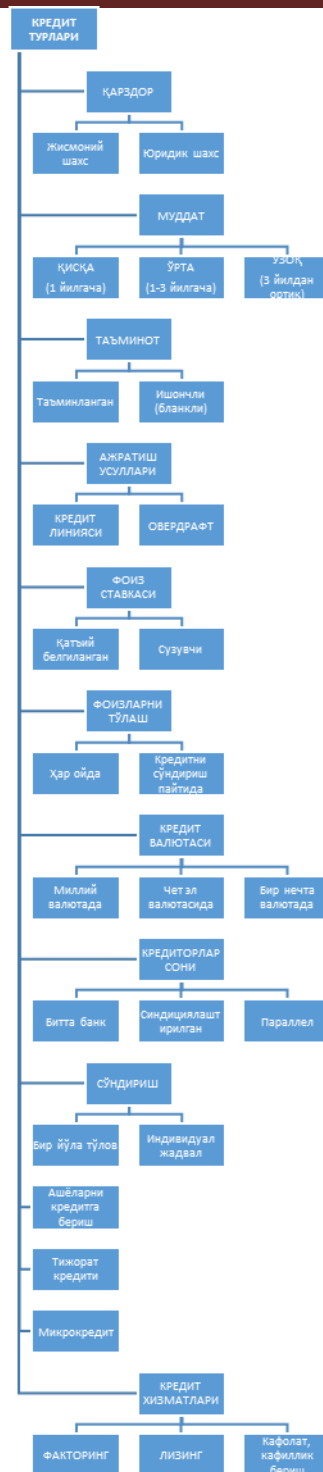 КРЕДИТ
ТУРЛАРИ
ҚАРЗДОР
Жисмоний
шахс
Юридик шахс
МУДДАТ
ҚИСҚА
(1 йилгача)
ЎРТА
(1-3 йилгача)
УЗОҚ
(3 йилдан
ортиқ)
ТАЪМИНОТ
Таъминланган
Ишончли
(бланкли)
АЖРАТИШ
УСУЛЛАРИ
КРЕДИТ
ЛИНИЯСИ
ОВЕРДРАФТ
ФОИЗ
СТАВКАСИ
Қатъий
белгиланган
Сузувчи
ФОИЗЛАРНИ
ТЎЛАШ
Ҳар ойда
Кредитни
сўндириш
пайтида
КРЕДИТ
ВАЛЮТАСИ
Миллий
валютада
Чет эл
валютасида
Бир нечта
валютада
КРЕДИТОРЛАР
СОНИ
Битта банк
Синдициялашт
ирилган
Параллел
СЎНДИРИШ
Бир йўла тўлов
Индивидуал
жадвал
Ашёларни
кредитга
бериш
Тижорат
кредити
Микрокредит
КРЕДИТ
ХИЗМАТЛАРИ
ФАКТОРИНГ
ЛИЗИНГ
Кафолат,
кафиллик
бериш